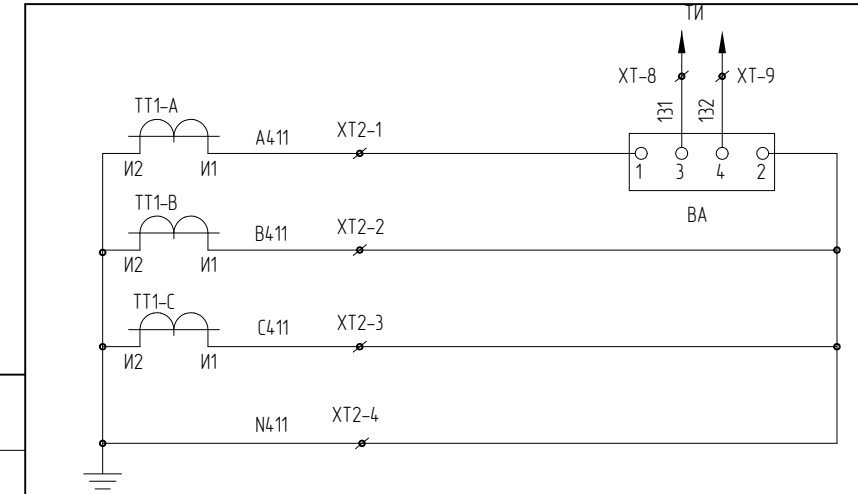 ТИ
ХТ-8 ХТ-9
131 132
ТТ1-А
А411 ХТ2-1
И2 И1
1 3 4 2
ВА
ТТ1-В
В411 ХТ2-2
И2 И1
ТТ1-С
С411 ХТ2-3
И2 И1
N411 ХТ2-4